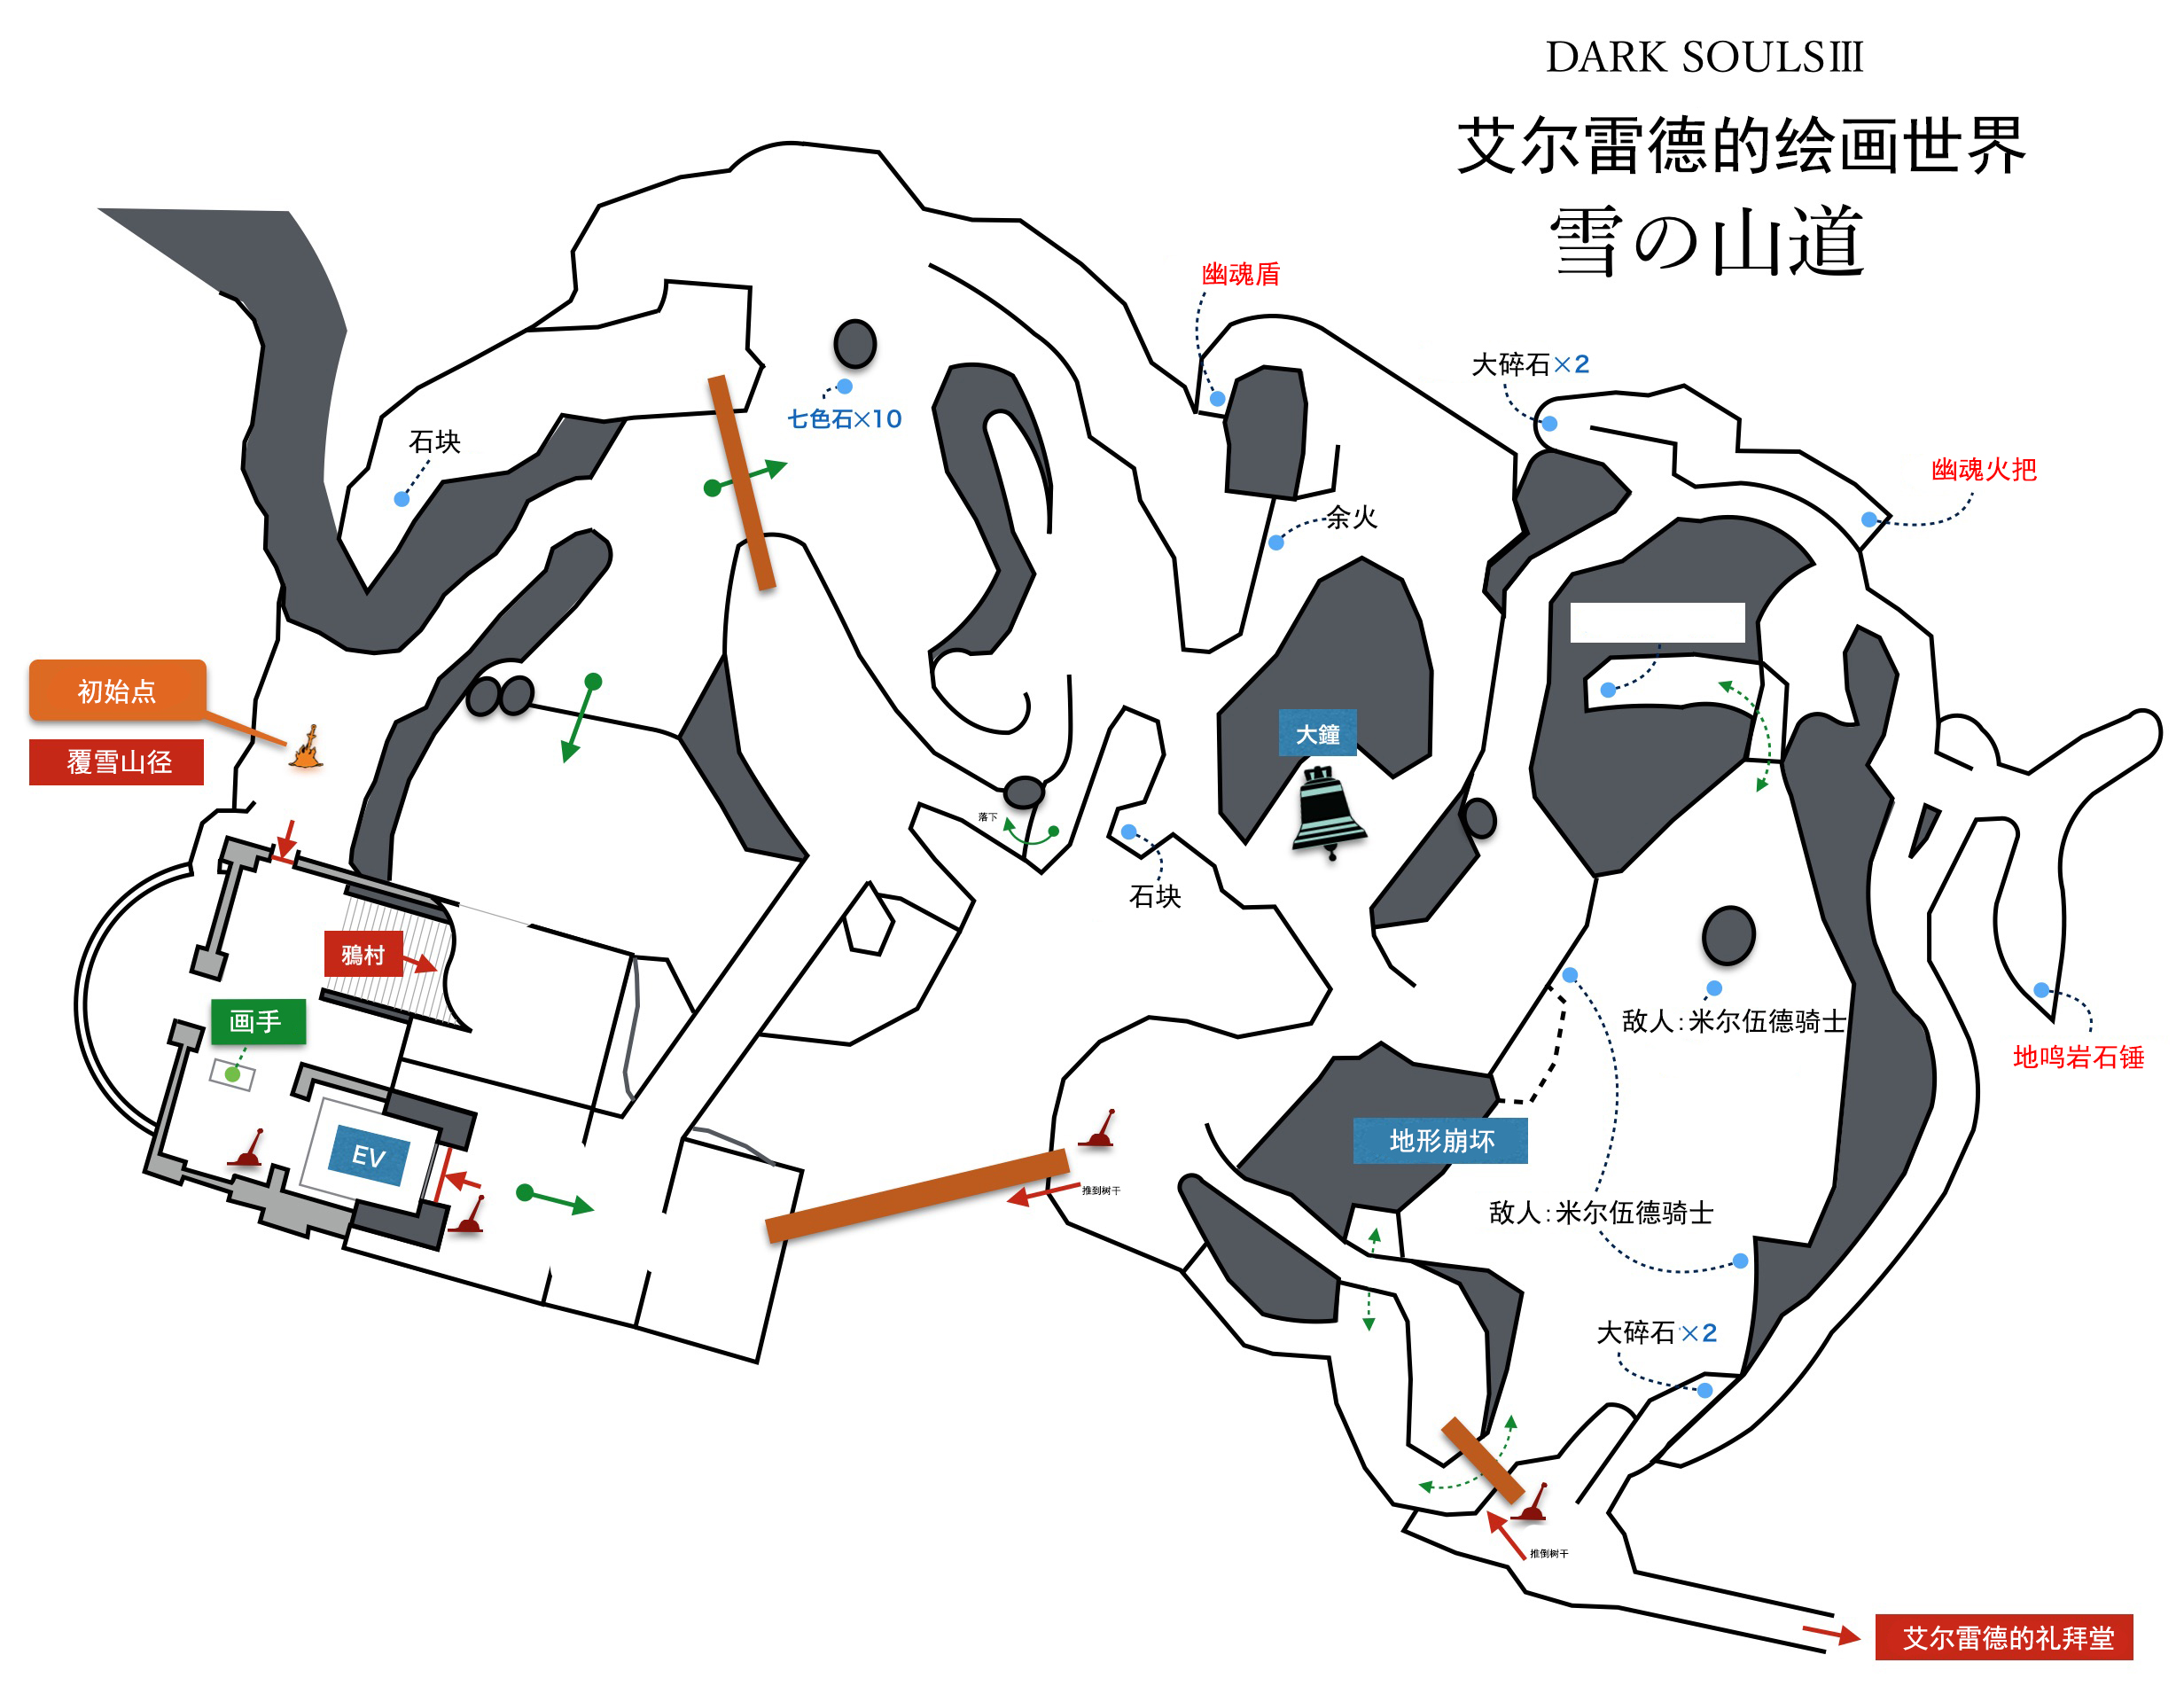 DARK SOULS III
艾尔雷德的绘画世界
雪の山道
幽魂盾
大碎石×2
七色石×10
石块
幽魂火把
余火
初始点
大鐘
覆雪山径
落下
石块
鴉村
画手
敌人:米尔伍德骑士
地鸣岩石锤
地形崩坏
EV
推到树干
敌人:米尔伍德骑士
大碎石×2
推倒树干
艾尔雷德的礼拜堂